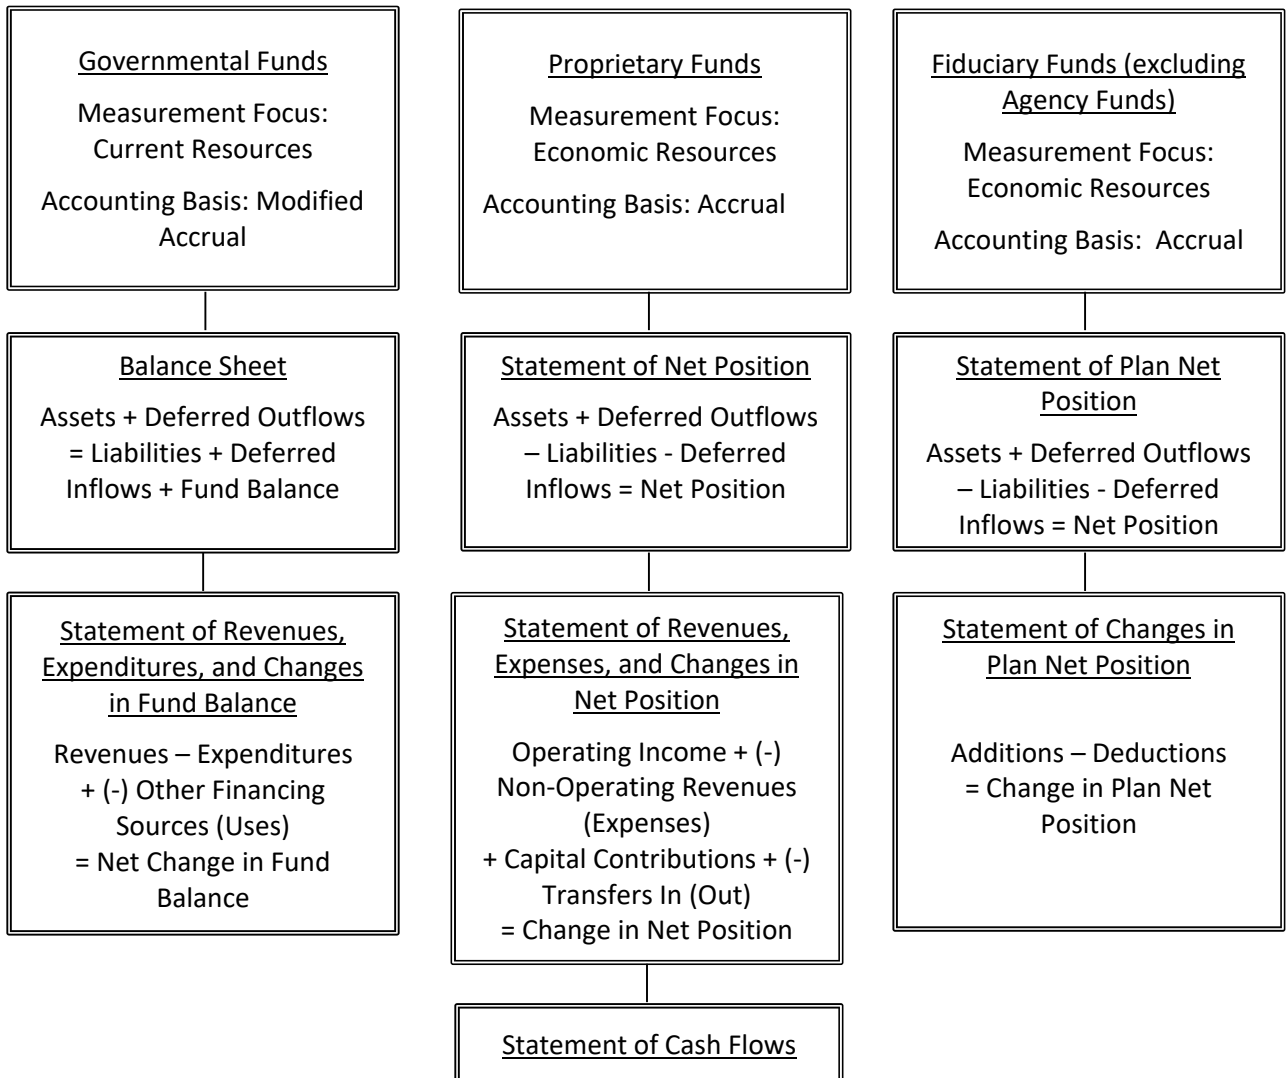 Governmental Funds
Measurement Focus:
Current Resources
Accounting Basis: Modified
Accrual
Proprietary Funds
Measurement Focus:
Economic Resources
Accounting Basis: Accrual
Fiduciary Funds (excluding
Agency Funds)
Measurement Focus:
Economic Resources
Accounting Basis:  Accrual
Balance Sheet
Assets + Deferred Outflows
= Liabilities + Deferred
Inflows + Fund Balance
Statement of Net Position
Assets + Deferred Outflows
– Liabilities - Deferred
Inflows = Net Position
Statement of Plan Net
Position
Assets + Deferred Outflows
– Liabilities - Deferred
Inflows = Net Position
Statement of Revenues,
Expenditures, and Changes
in Fund Balance
Revenues – Expenditures
+ (-) Other Financing
Sources (Uses)
= Net Change in Fund
Balance
Statement of Revenues,
Expenses, and Changes in
Net Position
Operating Income + (-)
Non-Operating Revenues
(Expenses)
+ Capital Contributions + (-)
Transfers In (Out)
= Change in Net Position
Statement of Changes in
Plan Net Position
Additions – Deductions
= Change in Plan Net
Position
Statement of Cash Flows